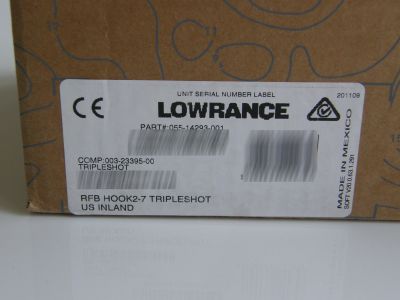 UNIT SERIAL NUMBER LABEL
201109
CE
LOWRANCE
PART#:055-14293-001
COMP:003-23395-00
TRIPLESHOT
RFB HOOK2-7 TRIPLESHOT
US INLAND
MADE IN MEXICO